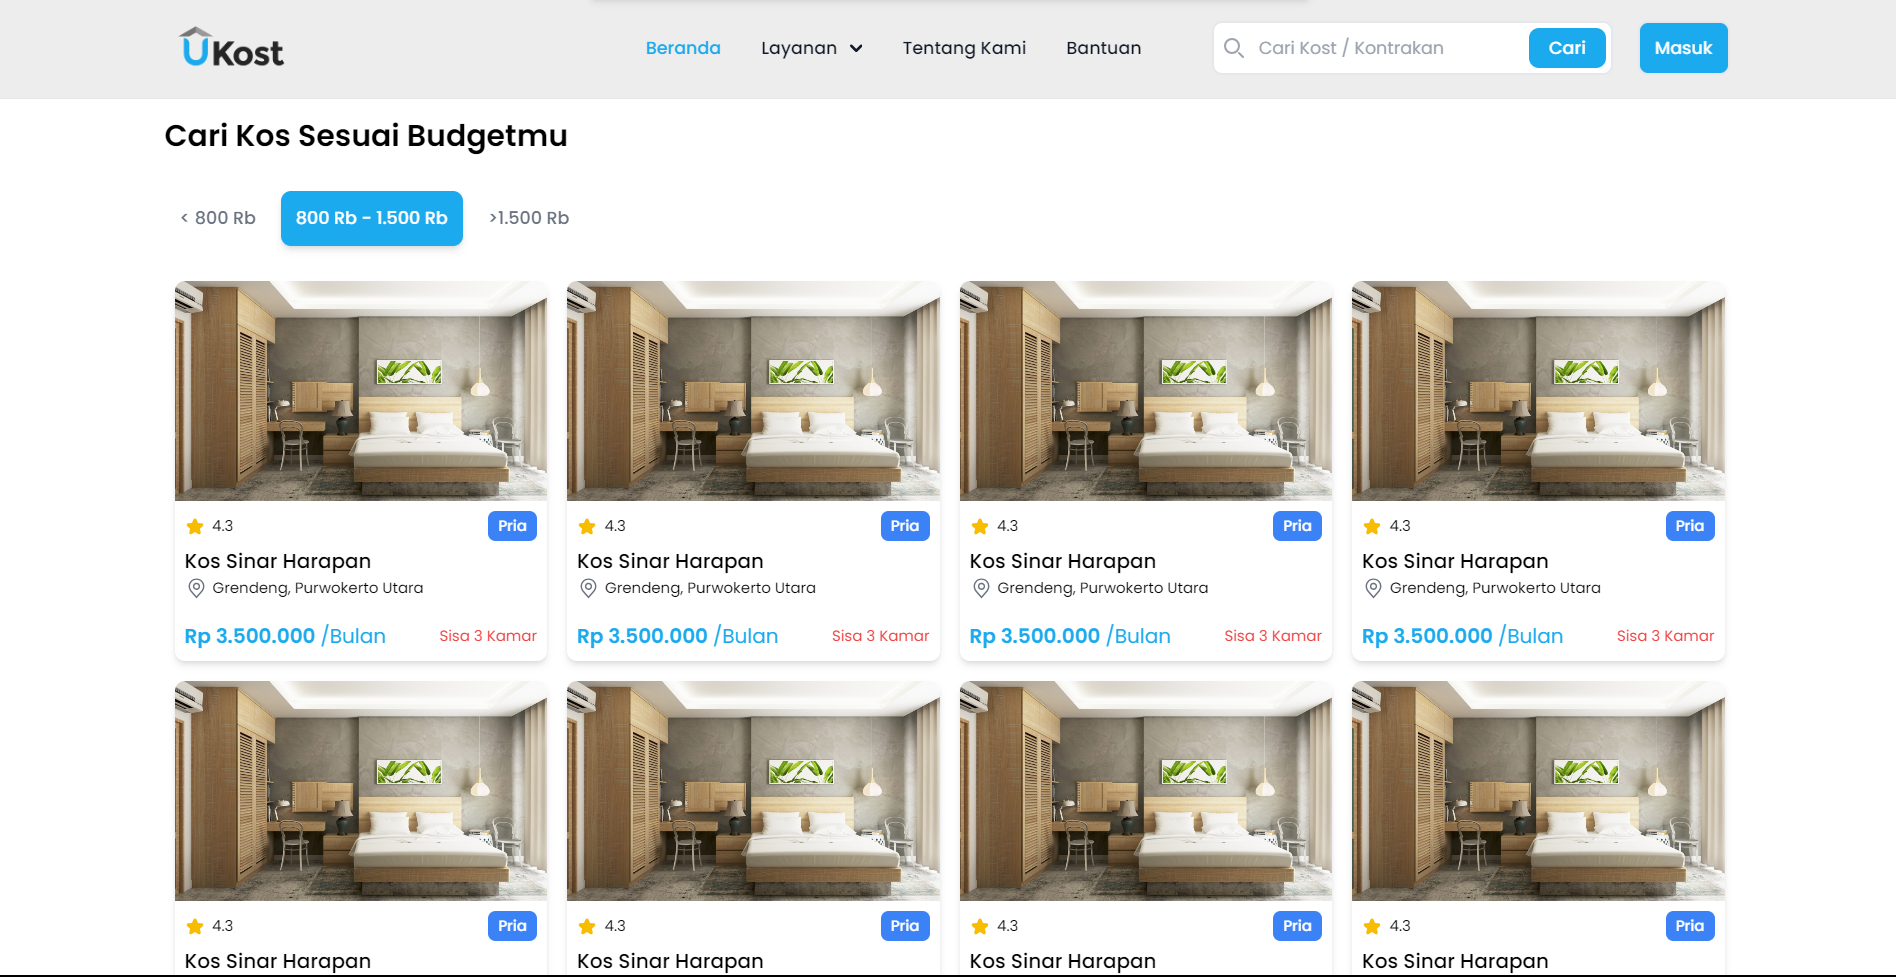 UKost
Beranda Layanan Tentang Kami Bantuan Cari Kost / Kontrakan Cari Masuk
Cari Kos Sesuai Budgetmu
< 800 Rb 800 Rb - 1.500 Rb >1.500 Rb
4.3 Pria 4.3 Pria 4.3 Pria 4.3 Pria
Kos Sinar Harapan Kos Sinar Harapan Kos Sinar Harapan Kos Sinar Harapan
Grendeng, Purwokerto Utara Grendeng, Purwokerto Utara Grendeng, Purwokerto Utara Grendeng, Purwokerto Utara
Rp 3.500.000 /Bulan Sisa 3 Kamar Rp 3.500.000 /Bulan Sisa 3 Kamar Rp 3.500.000 /Bulan Sisa 3 Kamar Rp 3.500.000 /Bulan Sisa 3 Kamar
4.3 Pria 4.3 Pria 4.3 Pria 4.3 Pria
Kos Sinar Harapan Kos Sinar Harapan Kos Sinar Harapan Kos Sinar Harapan